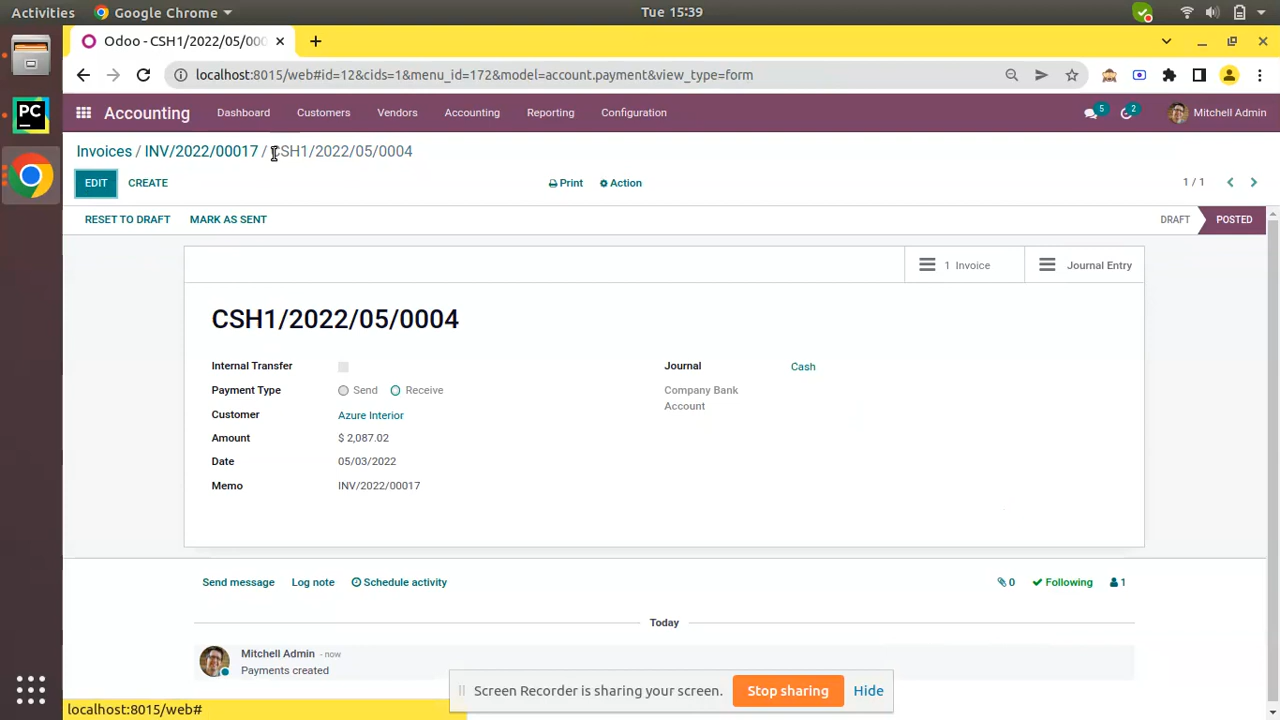 Activities Google Chrome Tue 15:39
Odoo - CSH1/2022/05/000
localhost:8015/web#id=12&cids=1&menu_id=172&model=account.payment&view_type=form
Accounting Dashboard Customers Vendors Accounting Reporting Configuration 5 2 Mitchell Admin
Invoices / INV/2022/00017 / CSH1/2022/05/0004
EDIT CREATE Print Action 1 / 1
RESET TO DRAFT MARK AS SENT DRAFT POSTED
1 Invoice Journal Entry
CSH1/2022/05/0004
Internal Transfer Journal Cash
Payment Type Send Receive Company Bank Account
Customer Azure Interior
Amount $ 2,087.02
Date 05/03/2022
Memo INV/2022/00017
Send message Log note Schedule activity 0 Following 1
Today
Mitchell Admin - now
Payments created
Screen Recorder is sharing your screen. Stop sharing Hide
localhost:8015/web#
PC